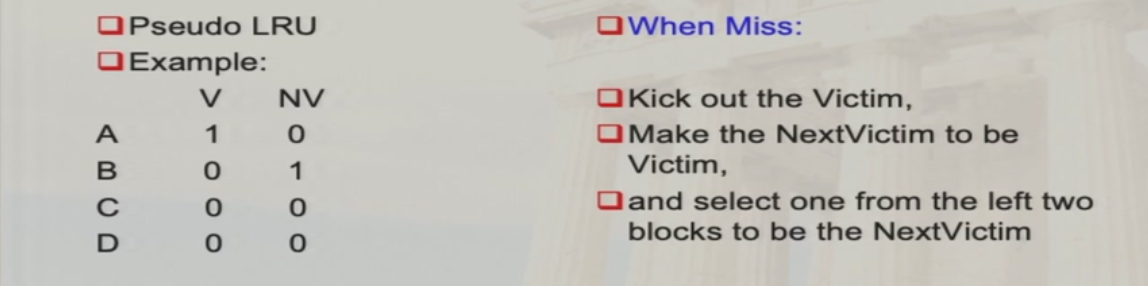 Pseudo LRU
Example:
V NV
A 1 0
B 0 1
C 0 0
D 0 0
When Miss:
Kick out the Victim,
Make the NextVictim to be
Victim,
and select one from the left two
blocks to be the NextVictim